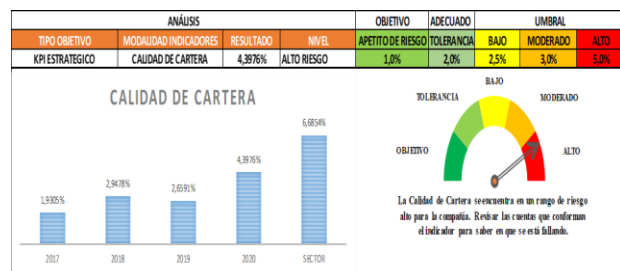 ANÁLISIS OBJETIVO ADECUADO UMBRAL
TIPO OBJETIVO MODALIDAD INDICADORES RESULTADO NIVEL APETITO DE RIESGO TOLERANCIA BAJO MODERADO ALTO
KPI ESTRATEGICO CALIDAD DE CARTERA 4,3976% ALTO RIESGO 1,0% 2,0% 2,5% 3,0% 5,0%
CALIDAD DE CARTERA
6,6854%
4,3976%
2,9478%
2,6591%
1,9305%
2017 2018 2019 2020 SECTOR
BAJO
TOLERANCIA MODERADO
OBJETIVO ALTO
La Calidad de Cartera se encuentra en un rango de riesgo
alto para la compañía. Revisar las cuentas que conforman
el indicador para saber en que se está fallando.